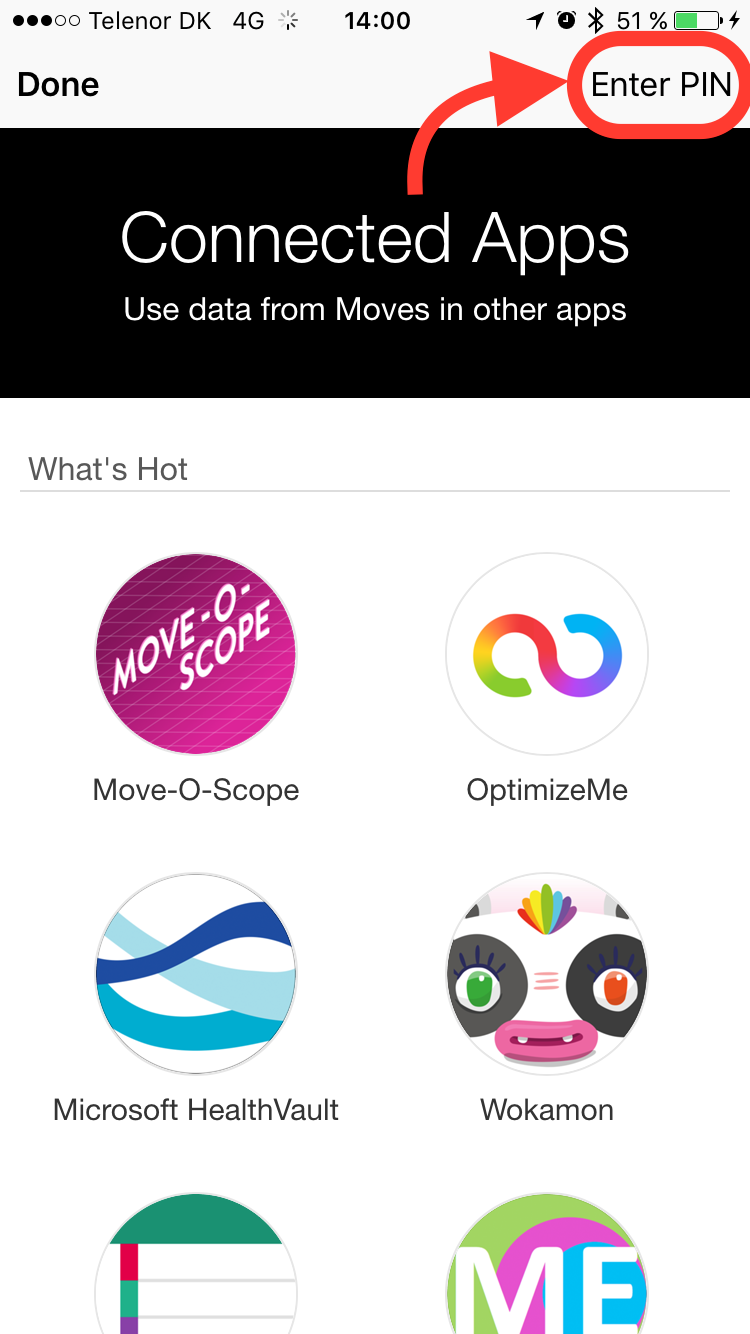 Telenor DK 4G 14:00 51 %
Done Enter PIN
Connected Apps
Use data from Moves in other apps
What's Hot
MOVE-O-
SCOPE
Move-O-Scope OptimizeMe
Microsoft HealthVault Wokamon
ME